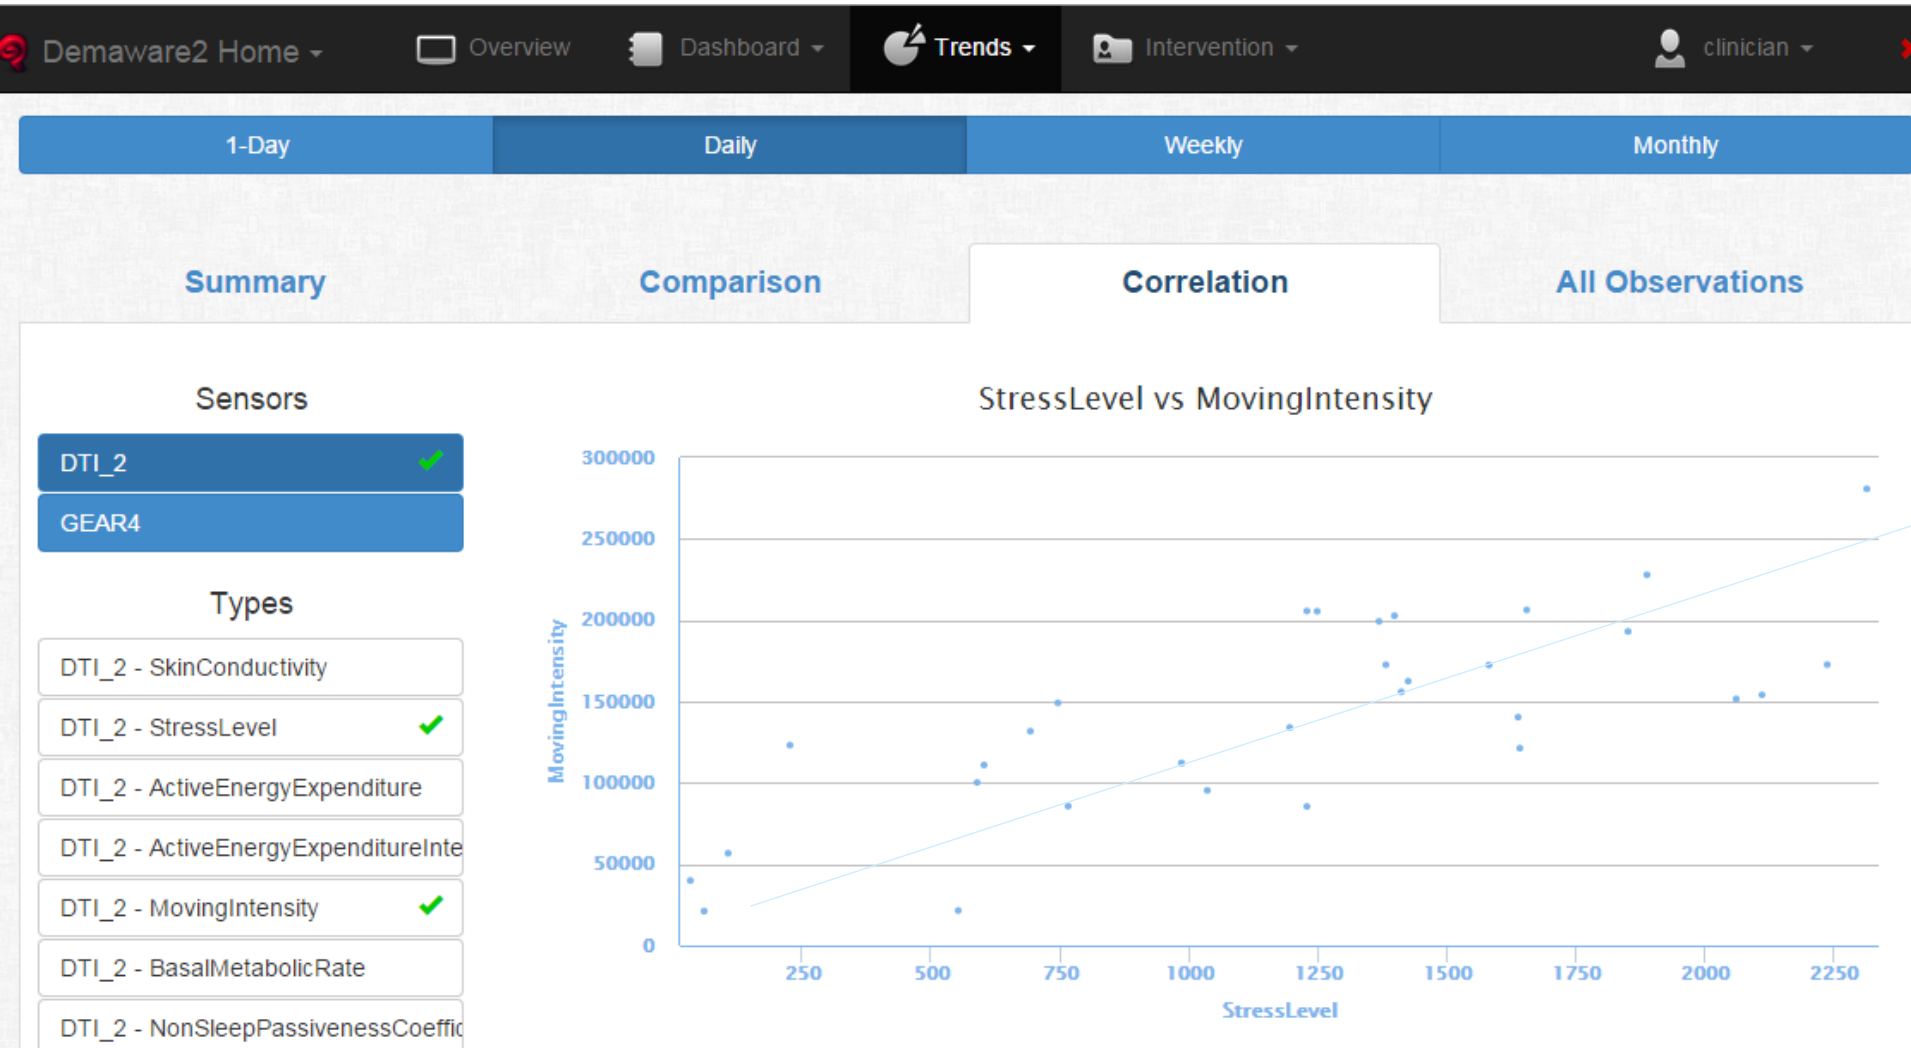 Demaware2 Home
Overview
Dashboard
Trends
Intervention
clinician
1-Day
Daily
Weekly
Monthly
Summary
Comparison
Correlation
All Observations
Sensors
DTI_2
GEAR4
Types
DTI_2 - SkinConductivity
DTI_2 - StressLevel
DTI_2 - ActiveEnergyExpenditure
DTI_2 - ActiveEnergyExpenditureInte
DTI_2 - MovingIntensity
DTI_2 - BasalMetabolicRate
DTI_2 - NonSleepPassivenessCoeffic
StressLevel vs MovingIntensity
MovingIntensity
300000
250000
200000
150000
100000
50000
0
250 500 750 1000 1250 1500 1750 2000 2250
StressLevel